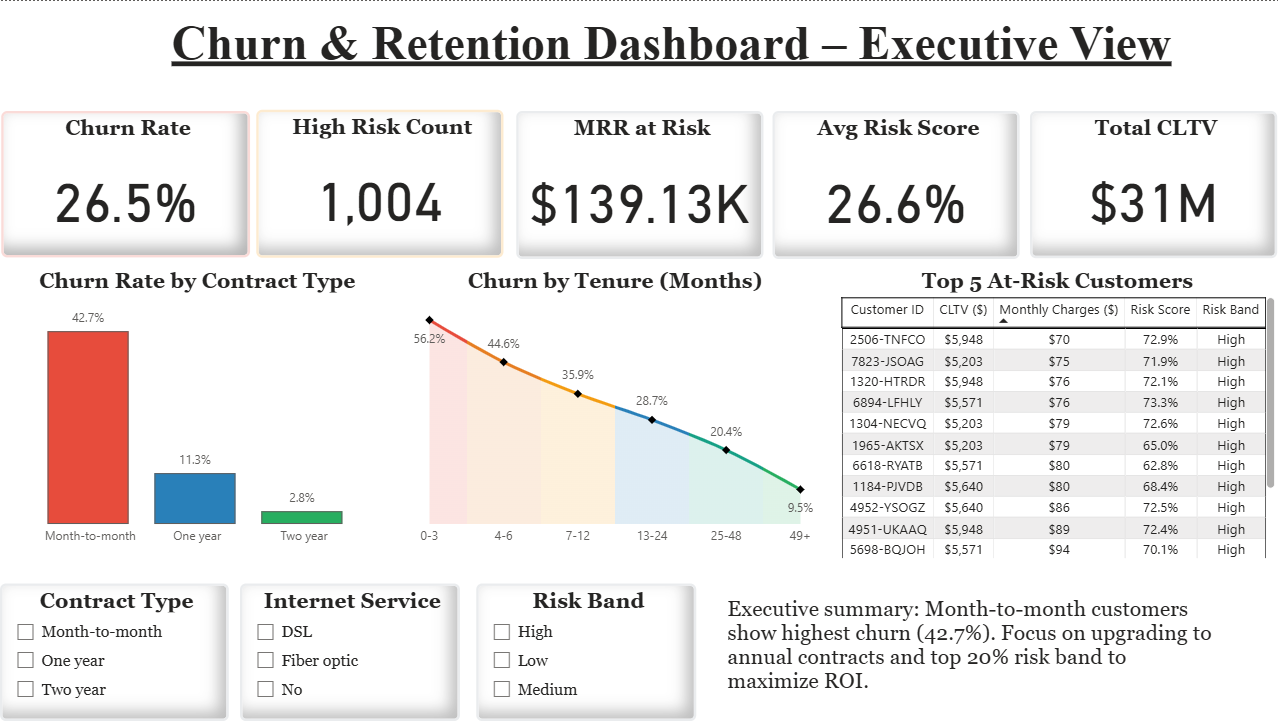 Churn & Retention Dashboard – Executive View
Churn Rate
26.5%
High Risk Count
1,004
MRR at Risk
$139.13K
Avg Risk Score
26.6%
Total CLTV
$31M
Churn Rate by Contract Type
42.7%
11.3%
2.8%
Month-to-month One year Two year
Churn by Tenure (Months)
56.2%
44.6%
35.9%
28.7%
20.4%
9.5%
0-3 4-6 7-12 13-24 25-48 49+
Top 5 At-Risk Customers
Customer ID CLTV ($) Monthly Charges ($) Risk Score Risk Band
2506-TNFCO $5,948 $70 72.9% High
7823-JSOAG $5,203 $75 71.9% High
1320-HTRDR $5,948 $76 72.1% High
6894-LFHLY $5,571 $76 73.3% High
1304-NECVQ $5,203 $79 72.6% High
1965-AKTSX $5,203 $79 65.0% High
6618-RYATB $5,571 $80 62.8% High
1184-PJVDB $5,640 $80 68.4% High
4952-YSOGZ $5,640 $86 72.5% High
4951-UKAAQ $5,948 $89 72.4% High
5698-BQJOH $5,571 $94 70.1% High
Contract Type
Month-to-month
One year
Two year
Internet Service
DSL
Fiber optic
No
Risk Band
High
Low
Medium
Executive summary: Month-to-month customers
show highest churn (42.7%). Focus on upgrading to
annual contracts and top 20% risk band to
maximize ROI.